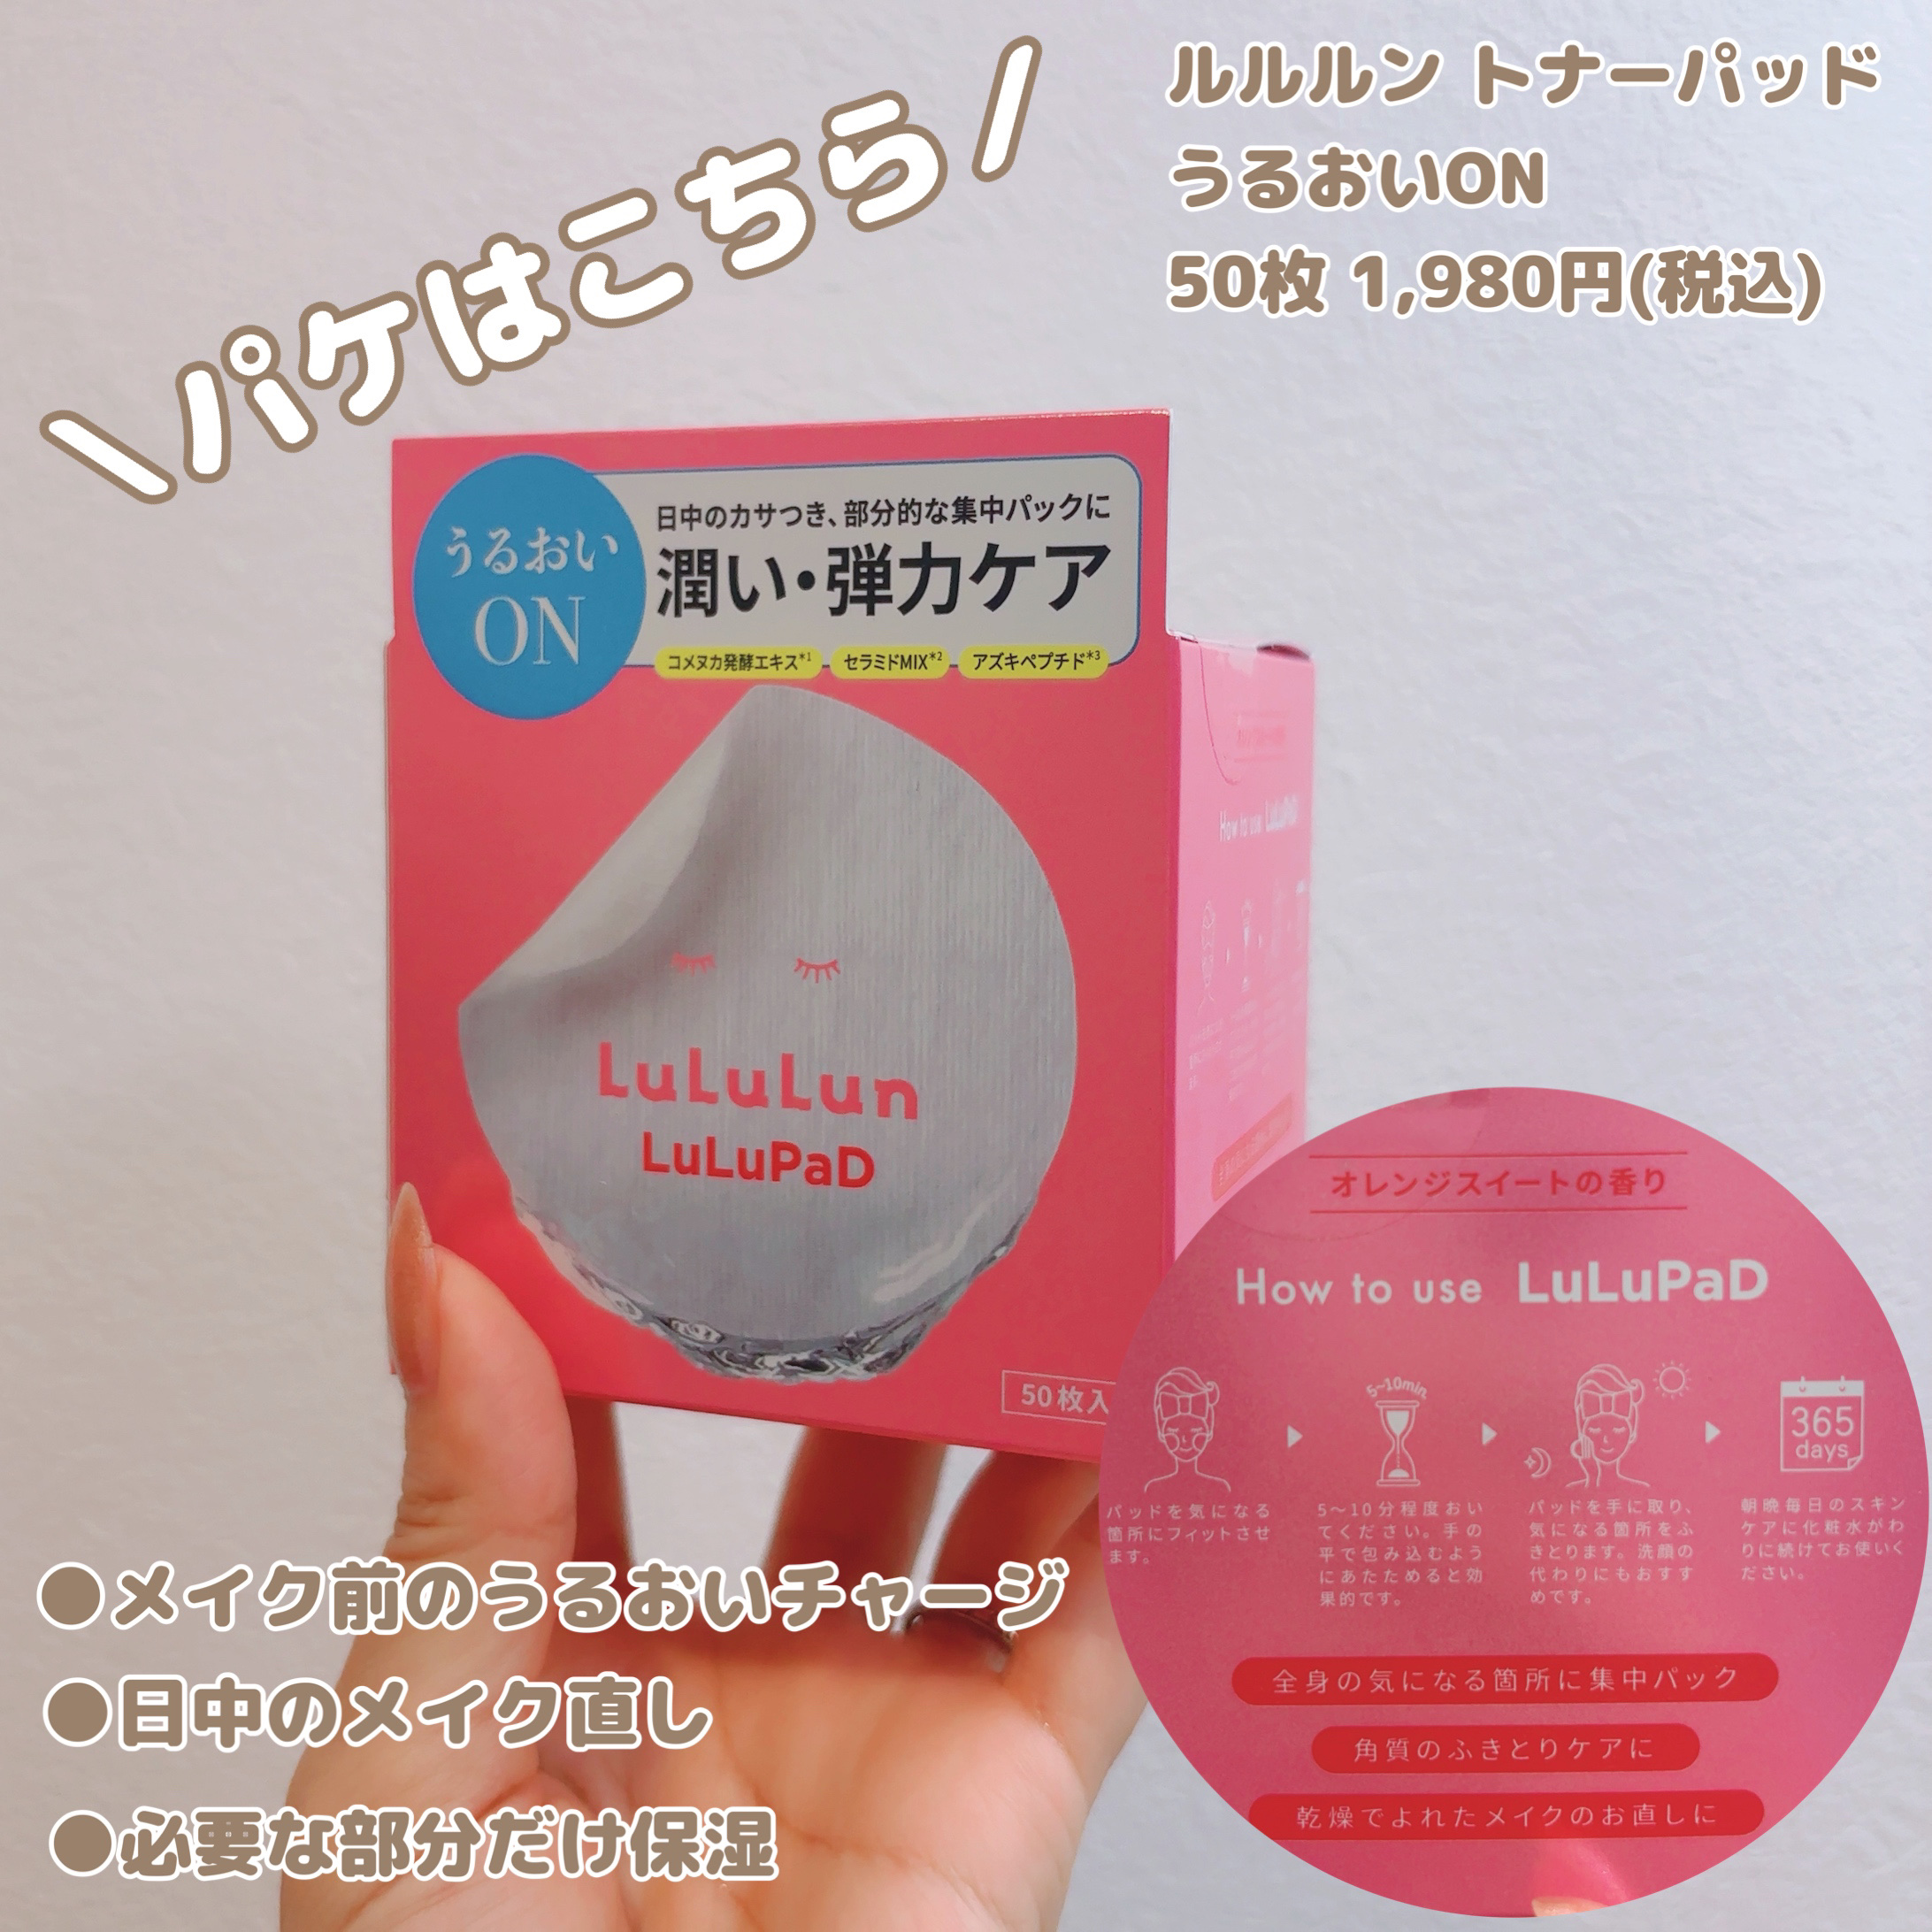 \パケはこちら/
ルルルン トナーパッド
うるおいON
50枚 1,980円(税込)
うるおい
ON
日中のカサつき、部分的な集中パックに
潤い・弾力ケア
コメヌカ発酵エキス*1 セラミドMIX*2 アズキペプチド*3
LuLuLun
LuLuPaD
50枚入
How to use LuLuPaD
オレンジスイートの香り
How to use LuLuPaD
5~10min.
365
days
パッドを気になる
箇所にフィットさせ
ます。
5〜10分程度おい
てください。手の
平で包み込むよう
にあたためると効
果的です。
パッドを手に取り、
気になる箇所をふ
きとります。洗顔の
代わりにもおすす
めです。
朝晩毎日のスキン
ケアに化粧水がわ
りに続けてお使いく
ださい。
全身の気になる箇所に集中パック
角質のふきとりケアに
乾燥でよれたメイクのお直しに
●メイク前のうるおいチャージ
●日中のメイク直し
●必要な部分だけ保湿